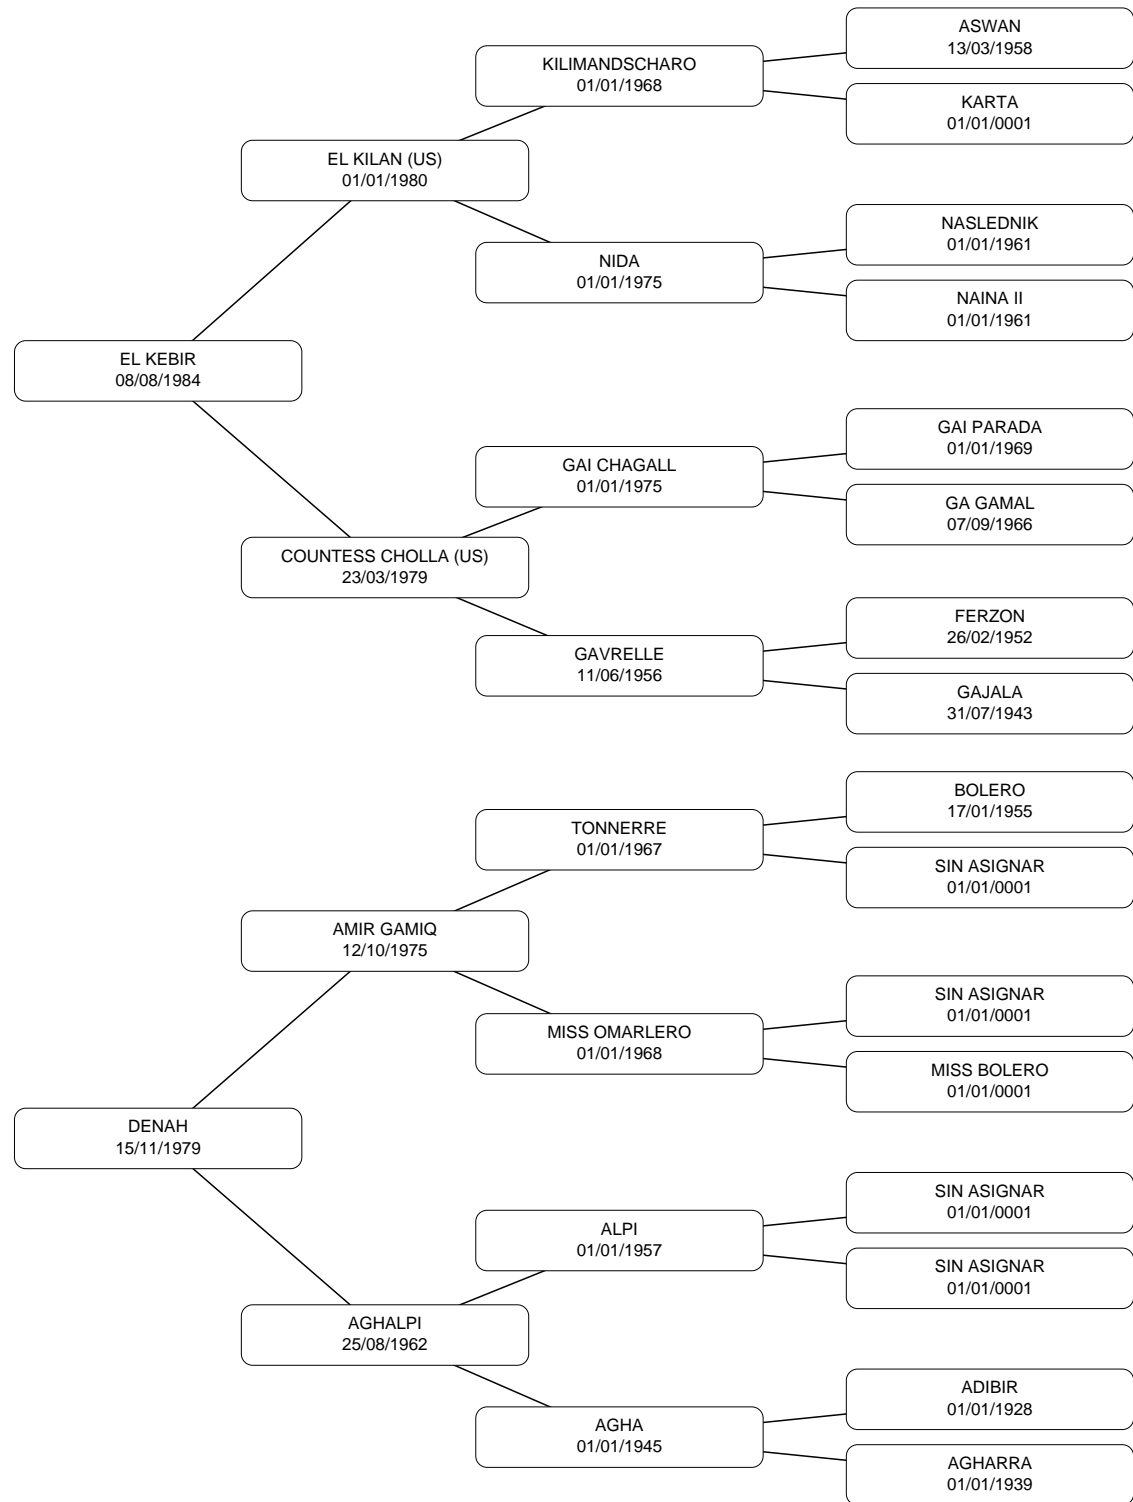 ASWAN
13/03/1958
KILIMANDSCHARO
01/01/1968
KARTA
01/01/0001
EL KILAN (US)
01/01/1980
NASLEDNIK
01/01/1961
NIDA
01/01/1975
NAINA II
01/01/1961
EL KEBIR
08/08/1984
GAI PARADA
01/01/1969
GAI CHAGALL
01/01/1975
GA GAMAL
07/09/1966
COUNTESS CHOLLA (US)
23/03/1979
FERZON
26/02/1952
GAVRELLE
11/06/1956
GAJALA
31/07/1943
BOLERO
17/01/1955
TONNERRE
01/01/1967
SIN ASIGNAR
01/01/0001
AMIR GAMIQ
12/10/1975
SIN ASIGNAR
01/01/0001
MISS OMARLERO
01/01/1968
MISS BOLERO
01/01/0001
DENAH
15/11/1979
SIN ASIGNAR
01/01/0001
ALPI
01/01/1957
SIN ASIGNAR
01/01/0001
AGHALPI
25/08/1962
ADIBIR
01/01/1928
AGHA
01/01/1945
AGHARRA
01/01/1939